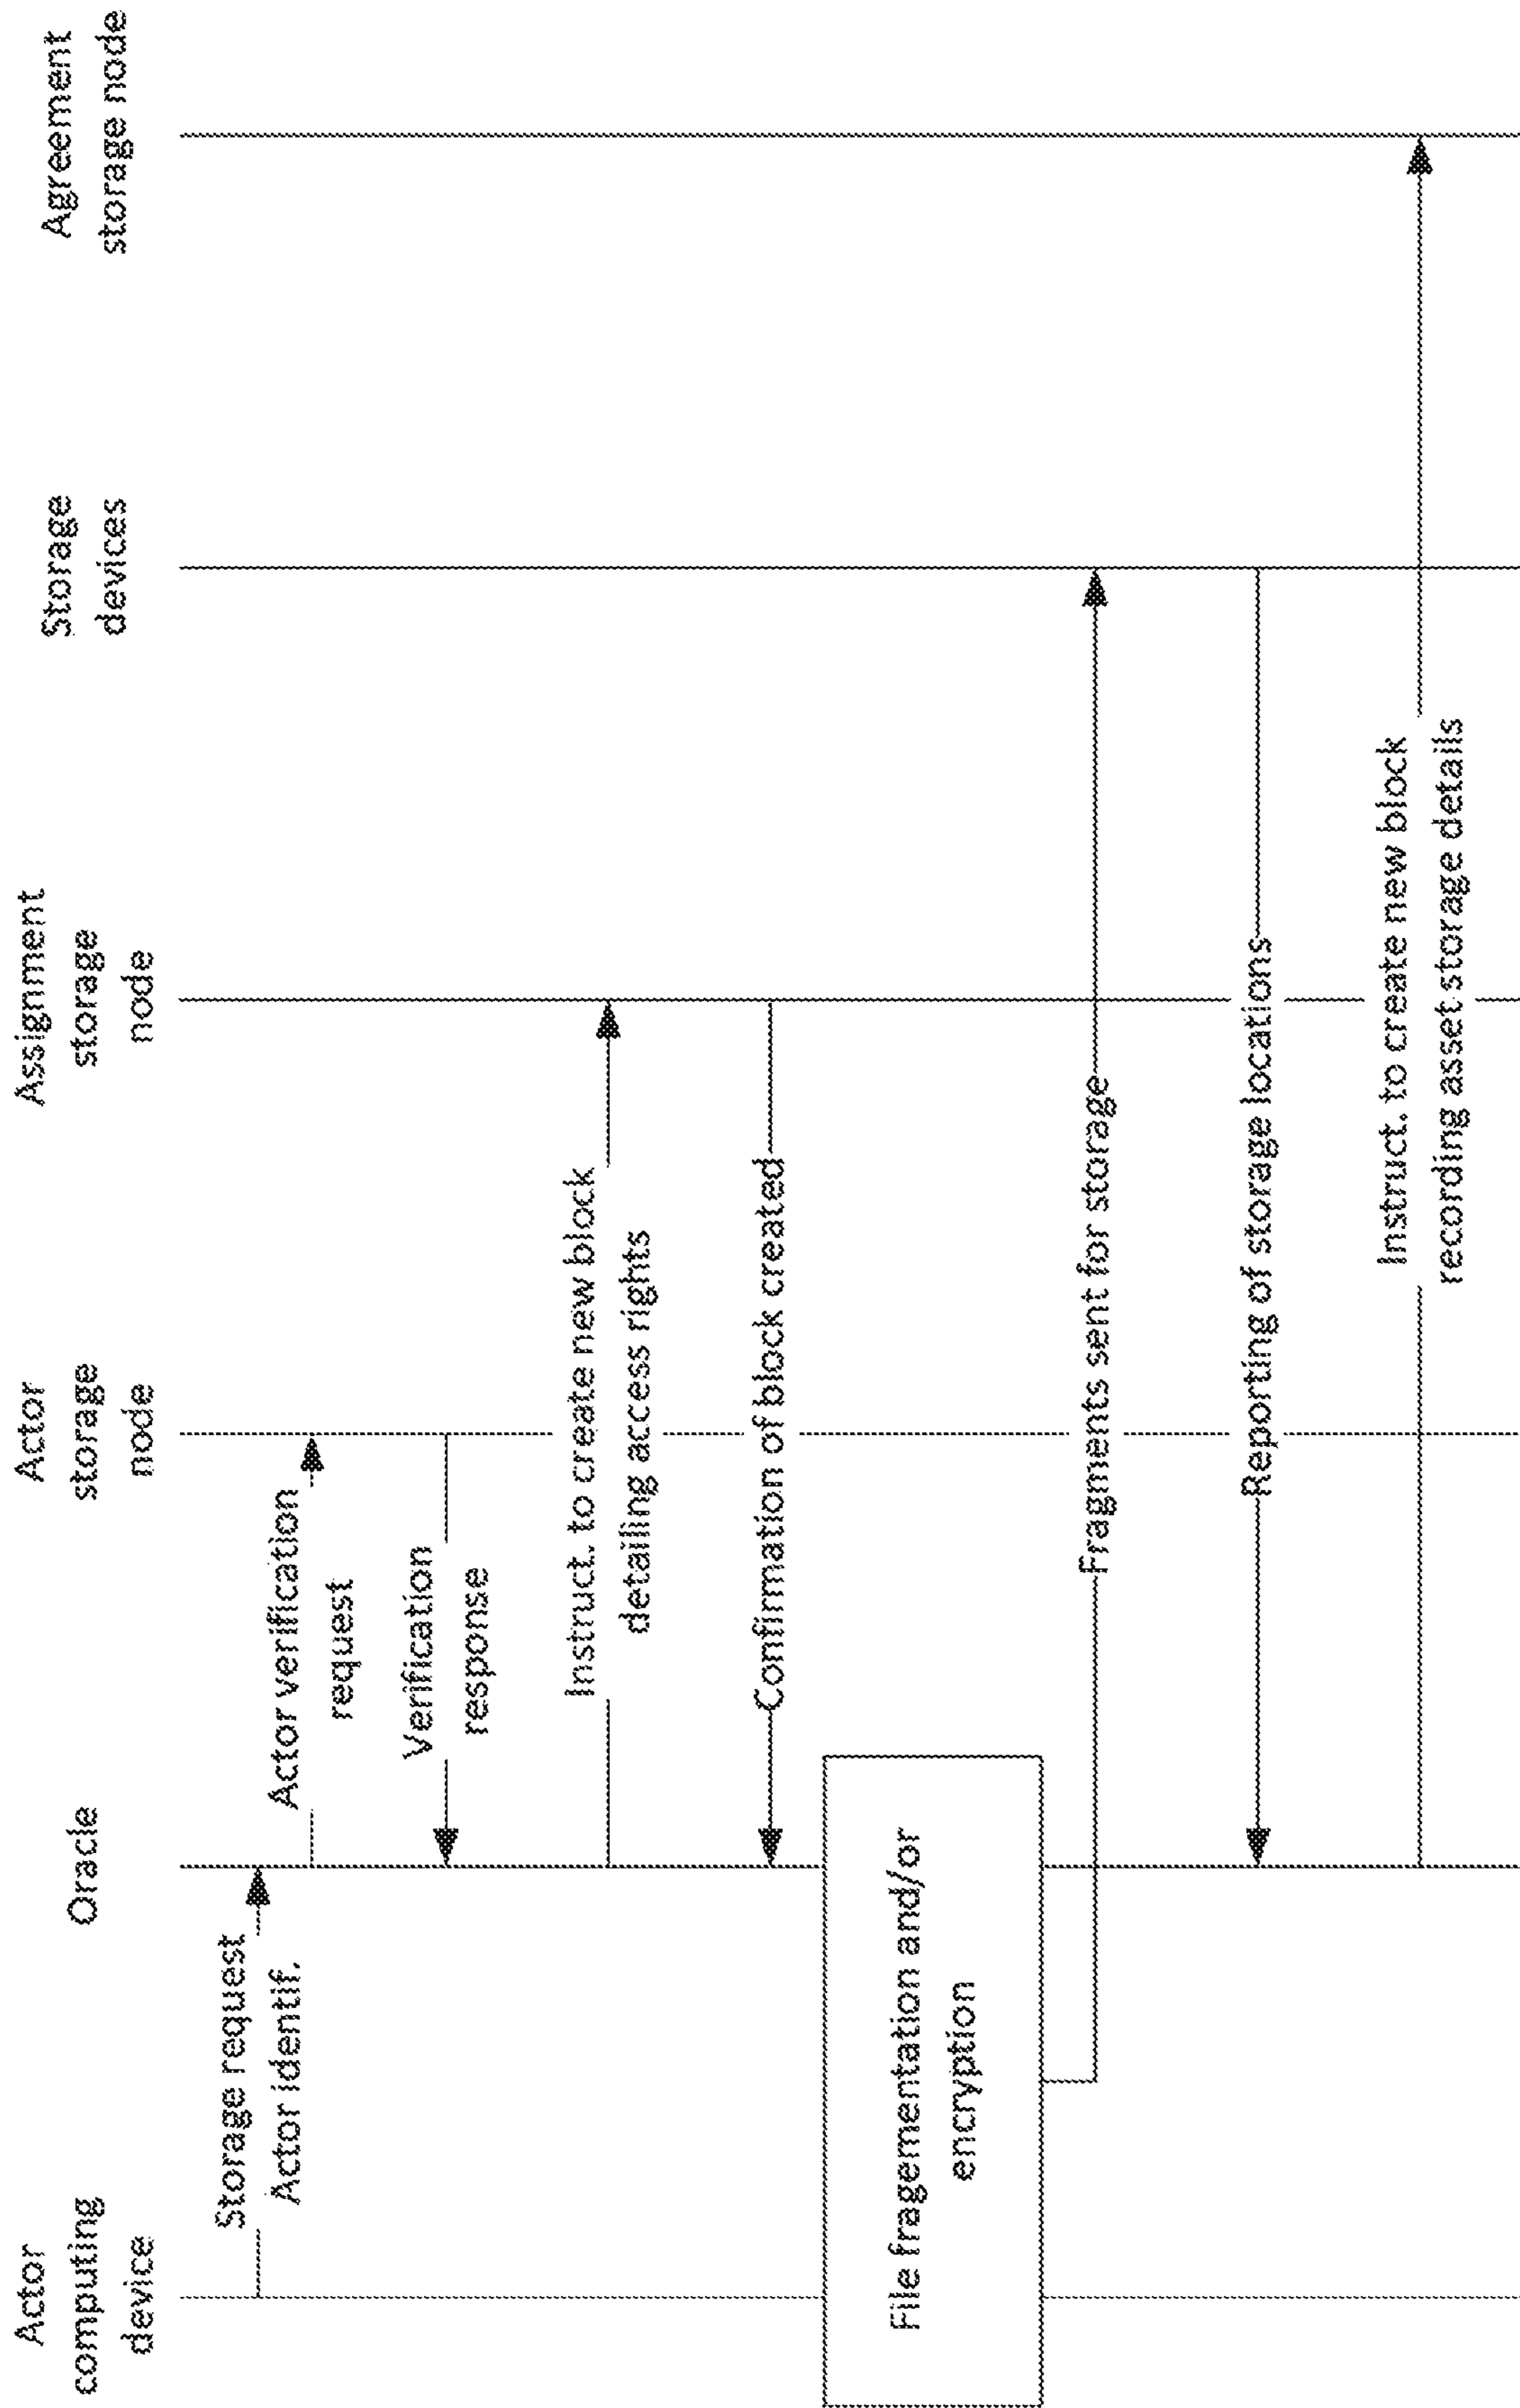 Actor
computing
device
Oracle
Actor
storage
node
Assignment
storage
node
Storage
devices
Agreement
storage node
Storage request
Actor identif.
Actor verification
request
Verification
response
Instruct. to create new block
detailing access rights
Confirmation of block created
File fragementation and/or
encryption
Fragments sent for storage
Reporting of storage locations
Instruct. to create new block
recording asset storage details